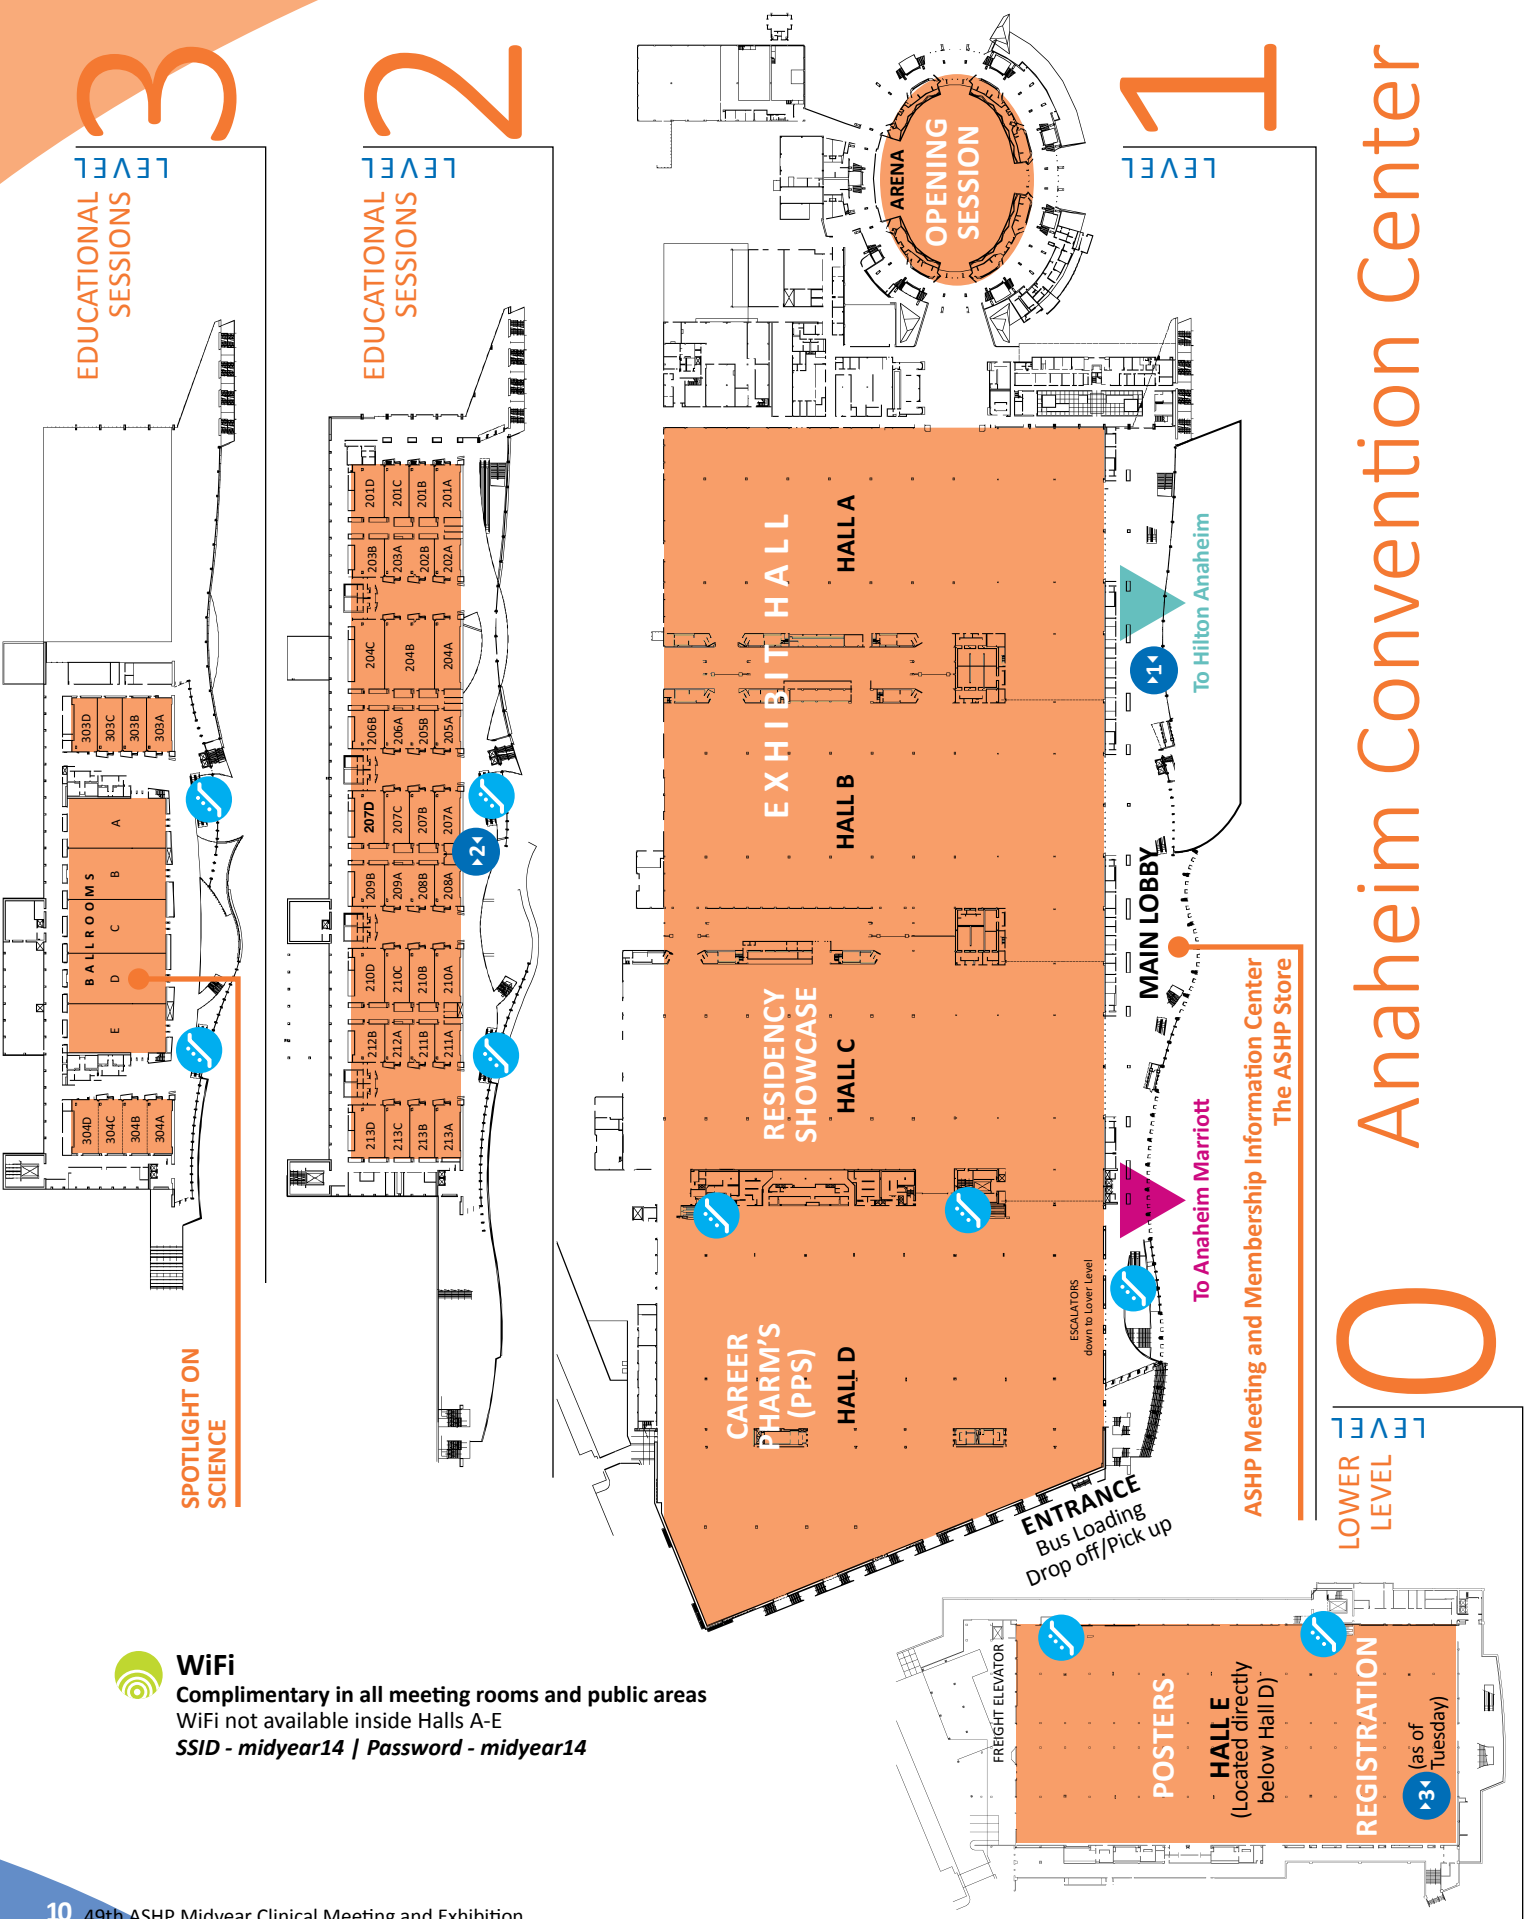 Anaheim Convention Center
LEVEL
3
EDUCATIONAL
SESSIONS
303D
303C
303B
303A
BALLROOMS
A
B
C
D
E
304D
304C
304B
304A
SPOTLIGHT ON
SCIENCE
LEVEL
2
EDUCATIONAL
SESSIONS
201D
201C
201B
201A
203B
203A
202B
202A
204C
204B
204A
206B
206A
205B
205A
207D
207C
207B
207A
2
209B
209A
208B
208A
210D
210C
210B
210A
212B
212A
211B
211A
213D
213C
213B
213A
LEVEL
1
ARENA
OPENING
SESSION
EXHIBIT HALL
HALL A
HALL B
RESIDENCY
SHOWCASE
HALL C
CAREER
PHARM'S
(PPS)
HALL D
ESCALATORS
down to Lover Level
To Hilton Anaheim
1
MAIN LOBBY
To Anaheim Marriott
ASHP Meeting and Membership Information Center
The ASHP Store
ENTRANCE
Bus Loading
Drop off/Pick up
LEVEL
0
LOWER
LEVEL
FREIGHT ELEVATOR
POSTERS
HALL E
(Located directly
below Hall D)
REGISTRATION
(as of
Tuesday)
3
WiFi
Complimentary in all meeting rooms and public areas
WiFi not available inside Halls A-E
SSID - midyear14 | Password - midyear14
10 49th ASHP Midyear Clinical Meeting and Exhibition